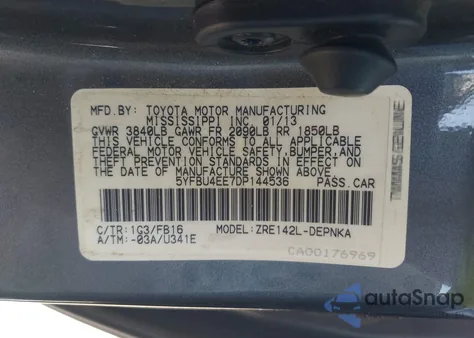 MFD.BY: TOYOTA MOTOR MANUFACTURING
MISSISSIPPI INC 01/13
GVWR 3840LB GAWR FR 2090LB RR 1850LB
THIS VEHICLE CONFORMS TO ALL APPLICABLE
FEDERAL MOTOR VEHICLE SAFETY,BUMPER,AND
THEFT PREVENTION STANDARDS IN EFFECT ON
THE DATE OF MANUFACTURE SHOWN ABOVE.
5YFBU4EE7DP144536 PASS.CAR
C/TR:1G3/FB16 MODEL:ZRE142L-DEPNKA
A/TM:-03A/U341E
CA00176969
GENUINE
autoSnap